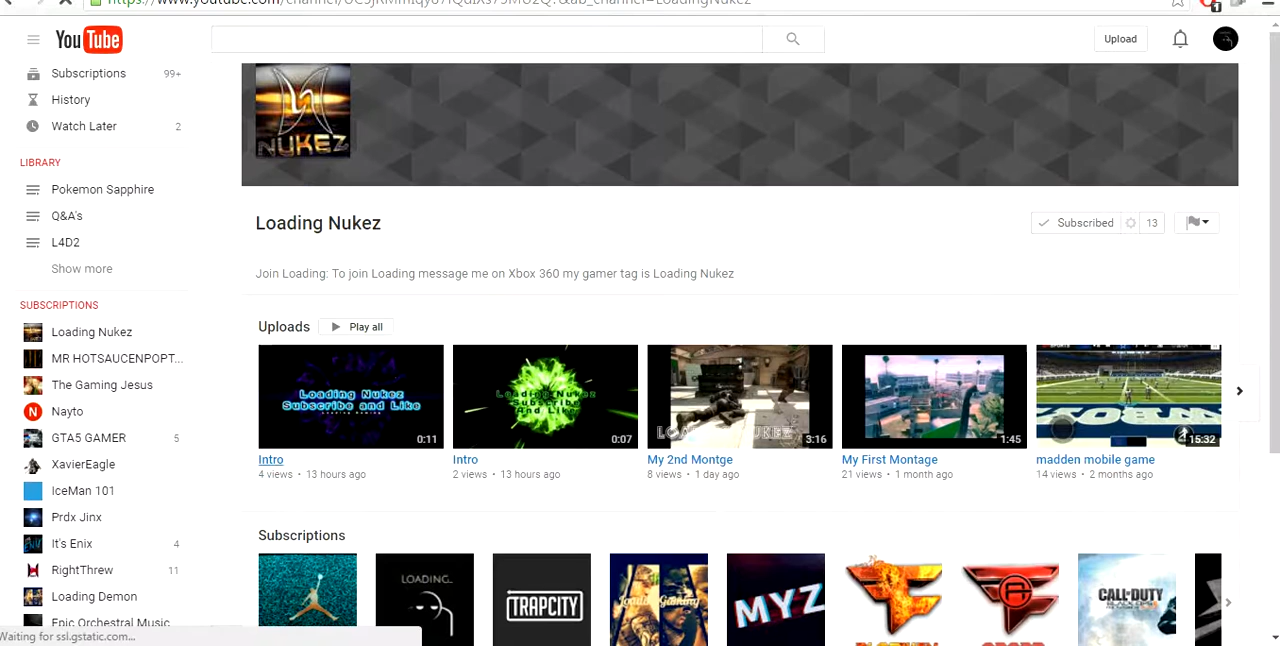 YouTube
Upload
Subscriptions 99+
History
Watch Later 2
LIBRARY
Pokemon Sapphire
Q&A's
L4D2
Show more
SUBSCRIPTIONS
Loading Nukez
MR HOTSAUCENPOPT...
The Gaming Jesus
N Nayto
GTA5 GAMER 5
XavierEagle
IceMan 101
Prdx Jinx
It's Enix 4
RightThrew 11
Loading Demon
Epic Orchestral Music
Waiting for ssl.gstatic.com...
NUKEZ
Loading Nukez
Subscribed 13
Join Loading: To join Loading message me on Xbox 360 my gamer tag is Loading Nukez
Uploads Play all
Loading Nukez
Subscribe and Like
0:11
Intro
4 views • 13 hours ago
Loading Nukez
Subscribe
And Like
0:07
Intro
2 views • 13 hours ago
3:16
My 2nd Montge
8 views • 1 day ago
1:45
My First Montage
21 views • 1 month ago
15:32
madden mobile game
14 views • 2 months ago
Subscriptions
LOADING..
TRAPCITY
MYZ
CALL·DUTY